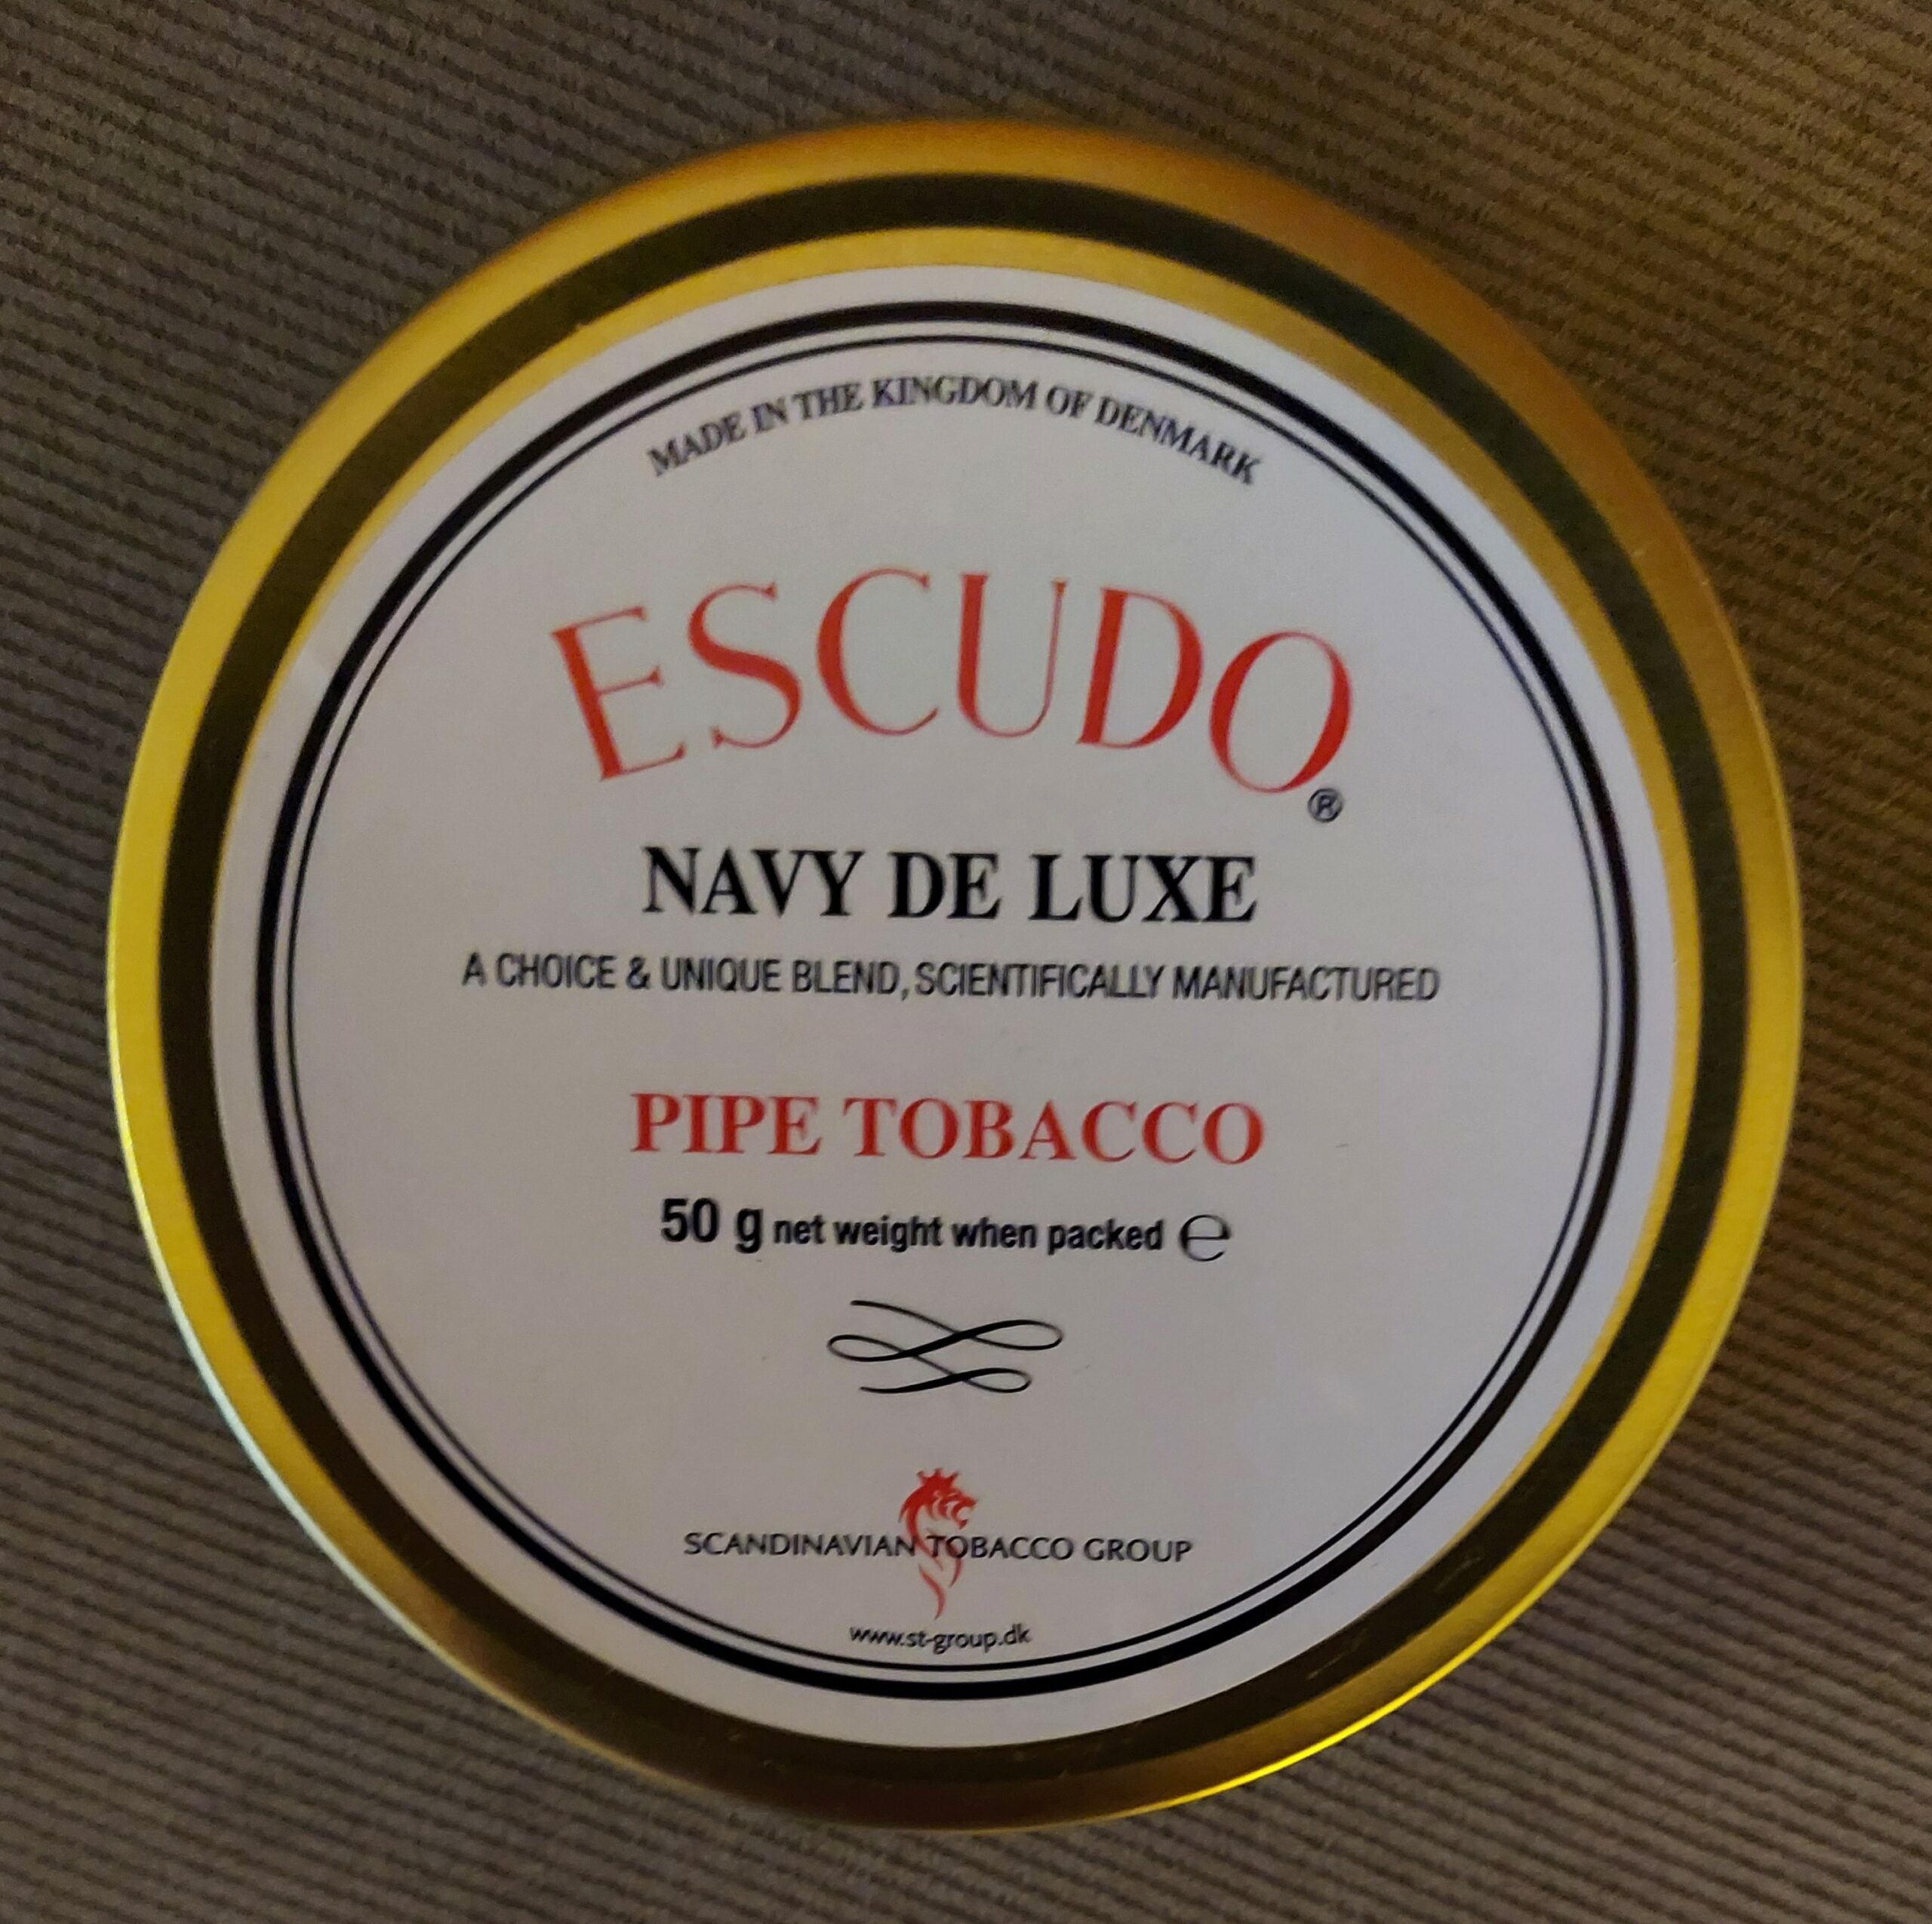 MADE IN THE KINGDOM OF DENMARK
ESCUDO®
NAVY DE LUXE
A CHOICE & UNIQUE BLEND, SCIENTIFICALLY MANUFACTURED
PIPE TOBACCO
50 g net weight when packed ℮
SCANDINAVIAN TOBACCO GROUP
www.st-group.dk